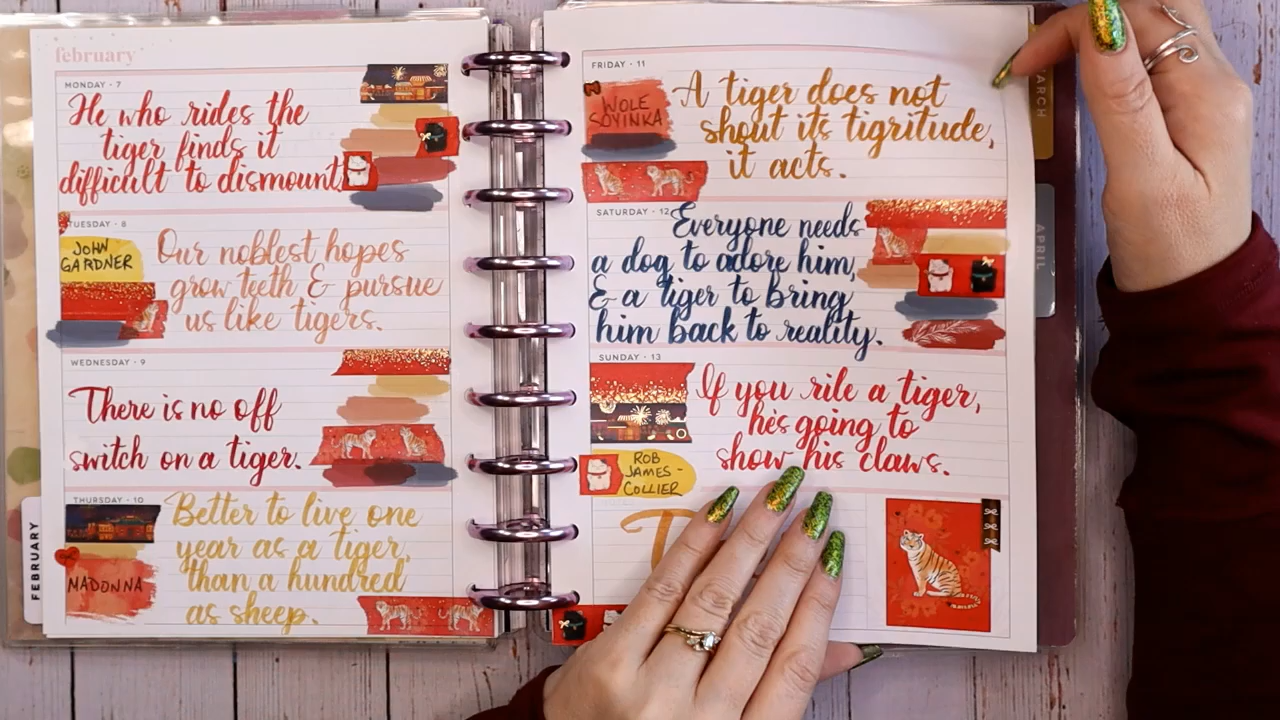 february
MONDAY · 7
He who rides the
tiger finds it
difficult to dismount.
TUESDAY · 8
JOHN
GARDNER
Our noblest hopes
grow teeth & pursue
us like tigers.
WEDNESDAY · 9
There is no off
switch on a tiger.
THURSDAY · 10
MADONNA
Better to live one
year as a tiger,
than a hundred
as sheep.
FEBRUARY
FRIDAY · 11
WOLE
SOYINKA
A tiger does not
shout its tigritude,
it acts.
SATURDAY · 12
Everyone needs
a dog to adore him,
& a tiger to bring
him back to reality.
SUNDAY · 13
If you rile a tiger,
he's going to
show his claws.
ROB
JAMES-
COLLIER
MARCH
APRIL